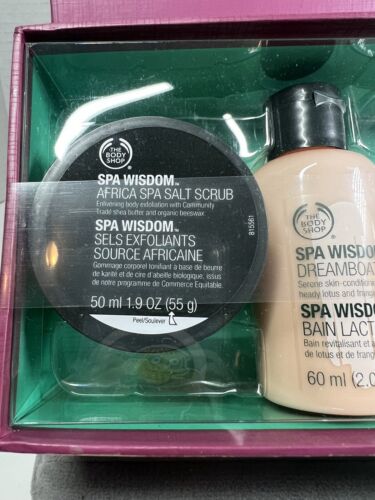 THE
BODY
SHOP
SPA WISDOM™
AFRICA SPA SALT SCRUB
Enlivening body exfoliation with Community
Trade shea butter and organic beeswax.
SPA WISDOM™
SELS EXFOLIANTS
SOURCE AFRICAINE
Gommage corporel tonifiant à base de beurre
de karité et de cire d'abeille biologique, issus
de notre programme de Commerce Equitable.
50 ml 1.9 OZ (55 g)
Peel/Soulever
815561
THE
BODY
SHOP
SPA WISDO
DREAMBOA
Serene skin-condition
heady lotus and frang
SPA WISDO
BAIN LACT
Bain revitalisant et a
de lotus et de frang
60 ml (2.0